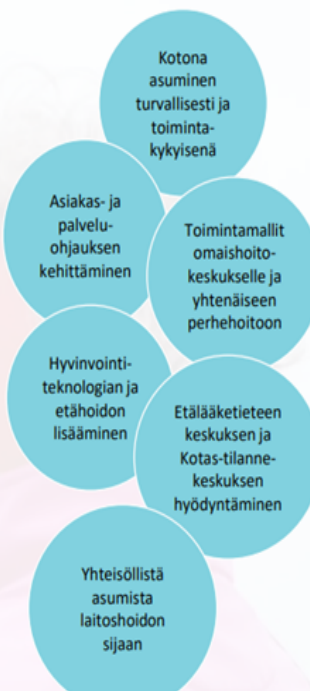 Kotona
asuminen
turvallisesti ja
toiminta-
kykyisenä
Asiakas- ja
palvelu-
ohjauksen
kehittäminen
Toimintamallit
omaishoito-
keskukselle ja
yhtenäiseen
perhehoitoon
Hyvinvointi-
teknologian ja
etähoidon
lisääminen
Etälääketieteen
keskuksen ja
Kotas-tilanne-
keskuksen
hyödyntäminen
Yhteisöllistä
asumista
laitoshoidon
sijaan